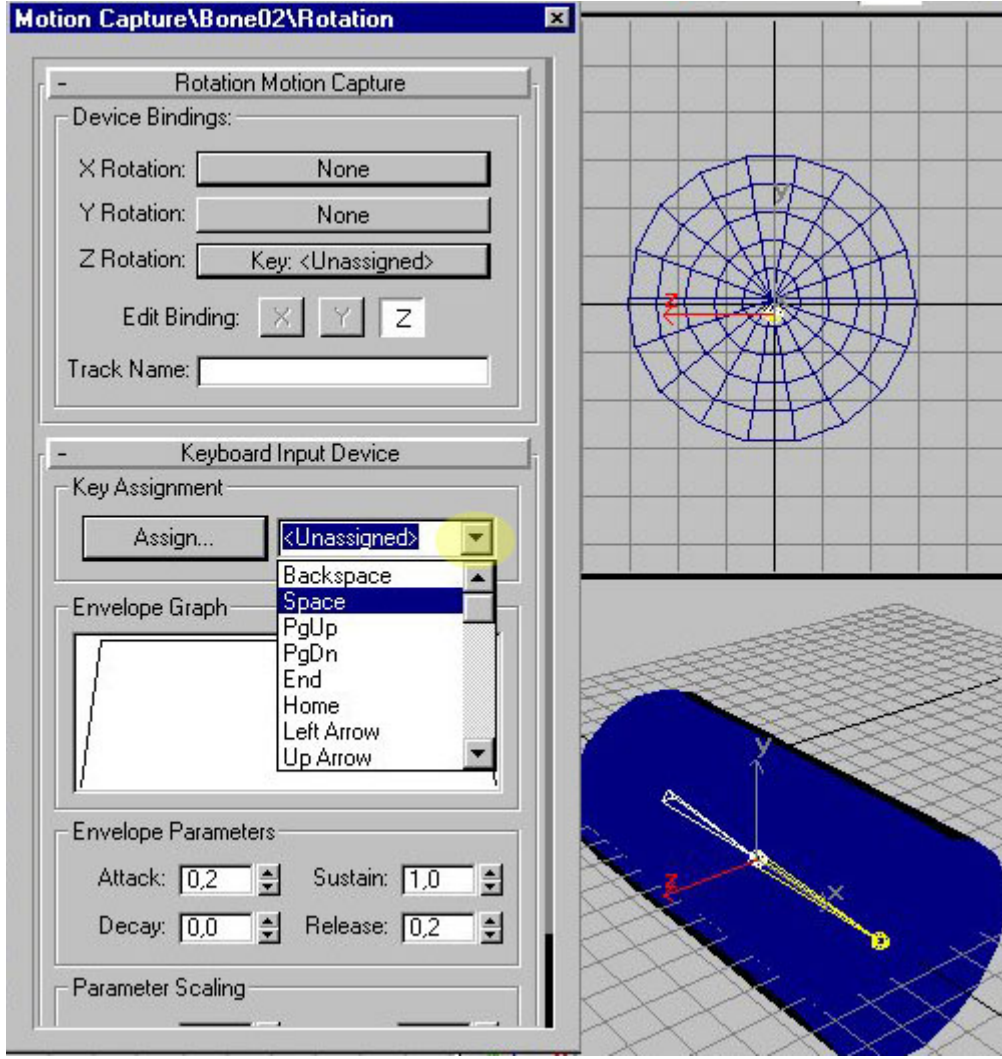 Motion Capture\Bone02\Rotation
- Rotation Motion Capture
Device Bindings:
X Rotation: None
Y Rotation: None
Z Rotation: Key: <Unassigned>
Edit Binding: X Y Z
Track Name:
- Keyboard Input Device
Key Assignment
Assign... <Unassigned>
Backspace
Space
PgUp
PgDn
End
Home
Left Arrow
Up Arrow
Envelope Graph
Envelope Parameters
Attack: 0,2 Sustain: 1,0
Decay: 0,0 Release: 0,2
Parameter Scaling
y
z
y
z
x